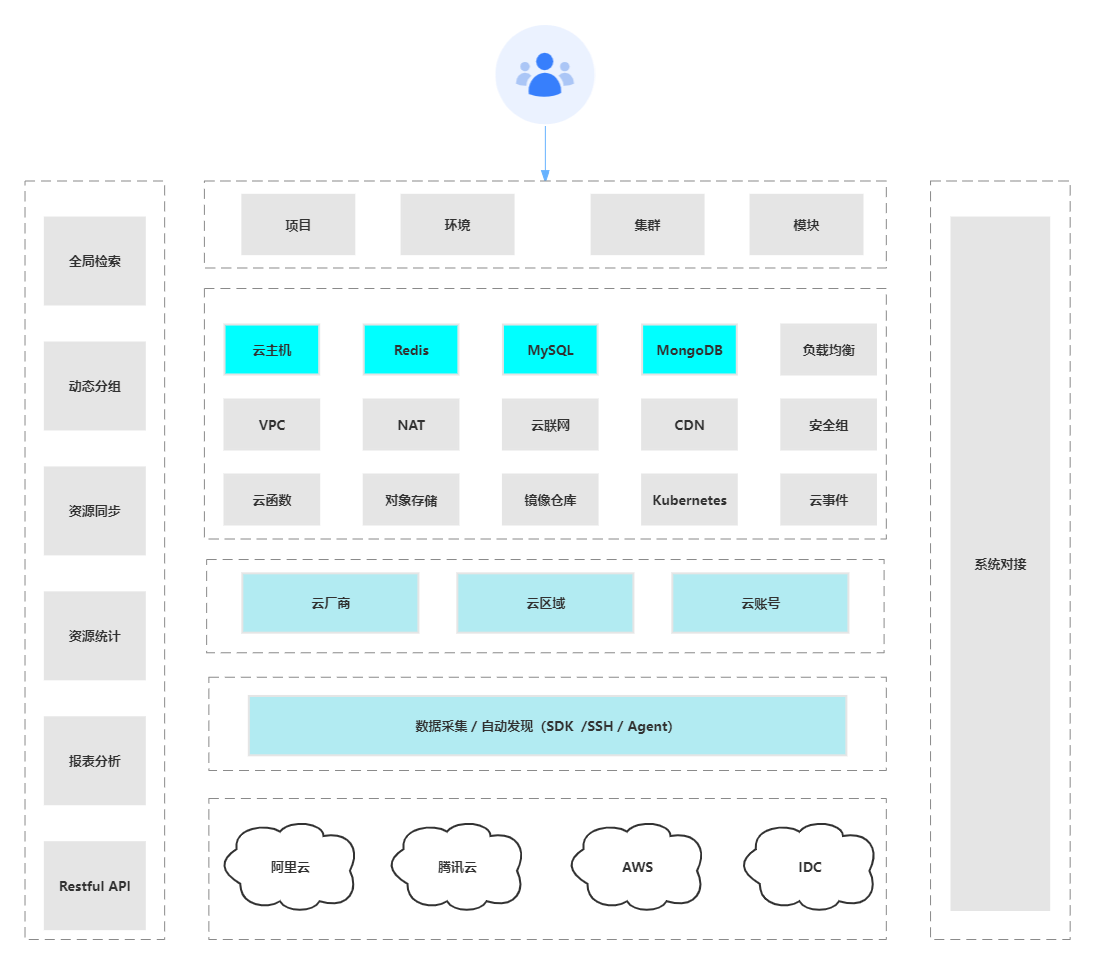 项目
环境
集群
模块
全局检索
动态分组
资源同步
资源统计
报表分析
Restful API
云主机
Redis
MySQL
MongoDB
负载均衡
VPC
NAT
云联网
CDN
安全组
云函数
对象存储
镜像仓库
Kubernetes
云事件
云厂商
云区域
云账号
数据采集 / 自动发现（SDK /SSH / Agent）
阿里云
腾讯云
AWS
IDC
系统对接